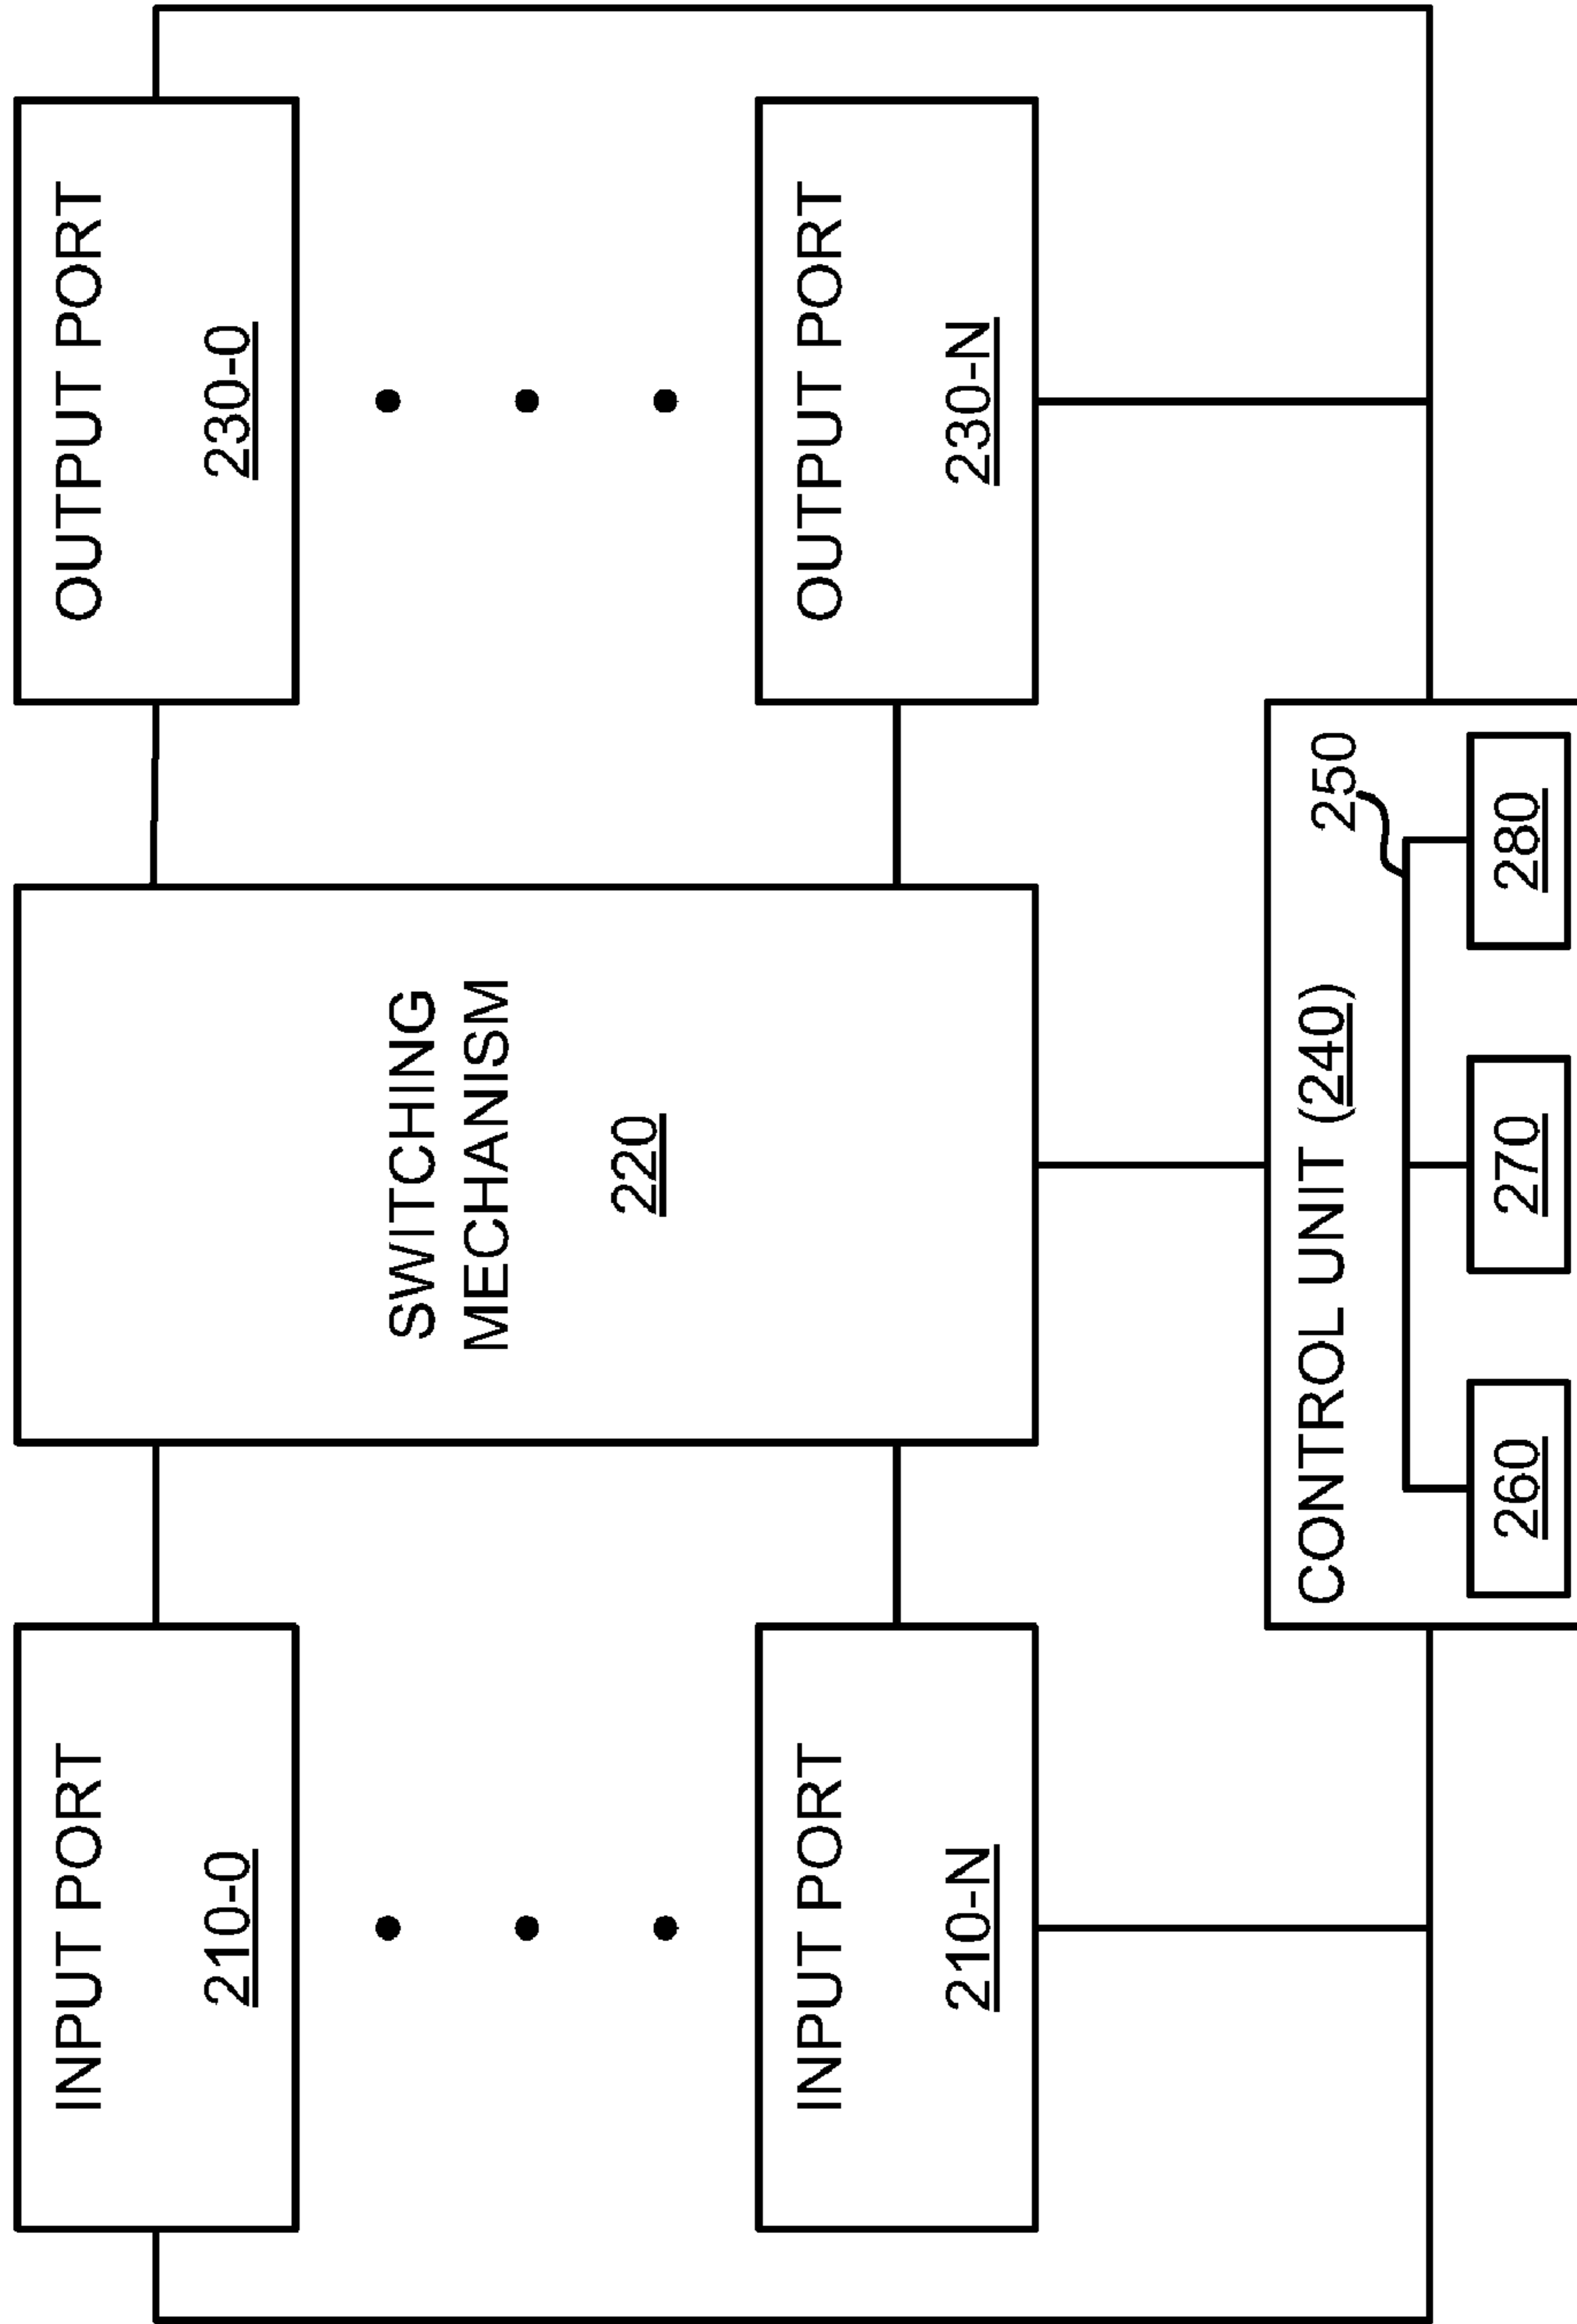 INPUT PORT
210-0
SWITCHING
MECHANISM
220
OUTPUT PORT
230-0
INPUT PORT
210-N
OUTPUT PORT
230-N
CONTROL UNIT (240)
250
260
270
280